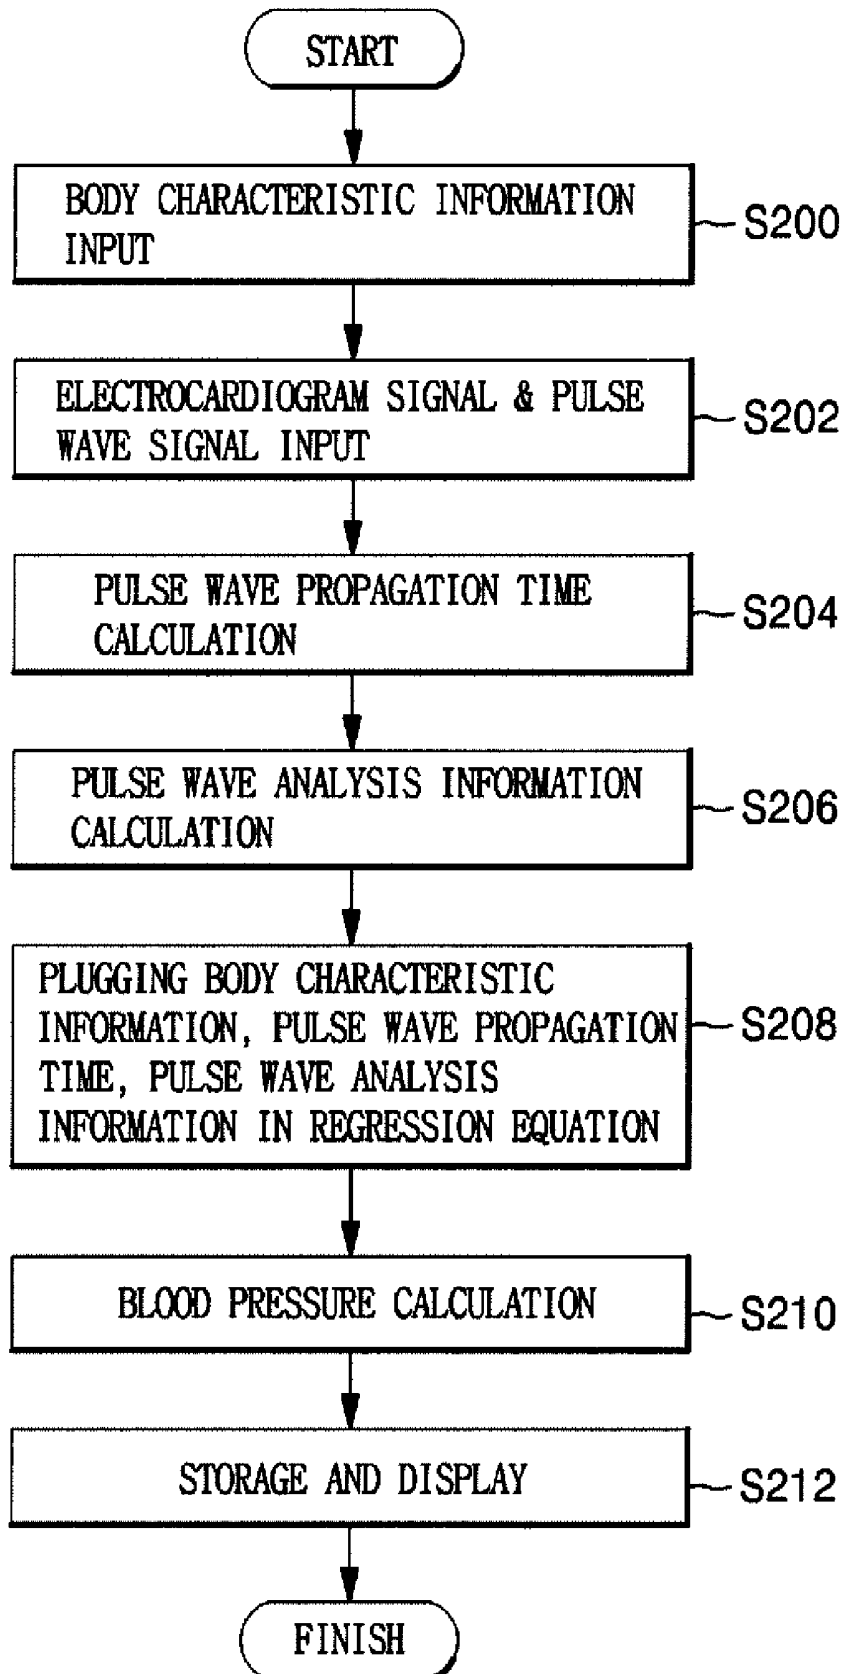 START
BODY CHARACTERISTIC INFORMATION
INPUT
S200
ELECTROCARDIOGRAM SIGNAL & PULSE
WAVE SIGNAL INPUT
S202
PULSE WAVE PROPAGATION TIME
CALCULATION
S204
PULSE WAVE ANALYSIS INFORMATION
CALCULATION
S206
PLUGGING BODY CHARACTERISTIC
INFORMATION, PULSE WAVE PROPAGATION
TIME, PULSE WAVE ANALYSIS
INFORMATION IN REGRESSION EQUATION
S208
BLOOD PRESSURE CALCULATION
S210
STORAGE AND DISPLAY
S212
FINISH